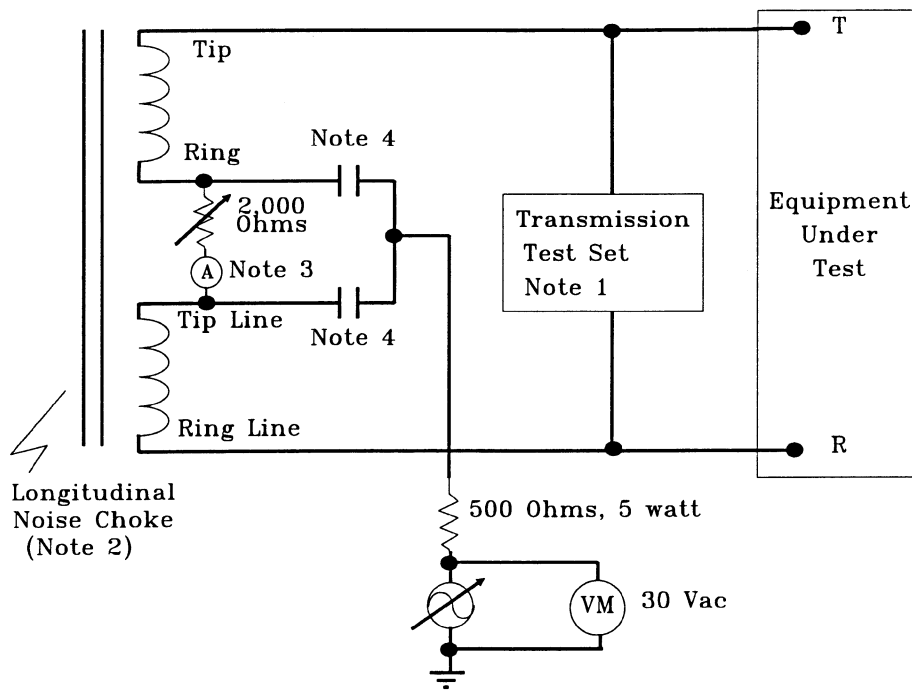 T
Tip
Note 4
Ring
2,000
Ohms
A
Note 3
Transmission
Test Set
Note 1
Equipment
Under
Test
Tip Line
Note 4
Ring Line
R
Longitudinal
Noise Choke
(Note 2)
500 Ohms, 5 watt
VM
30 Vac